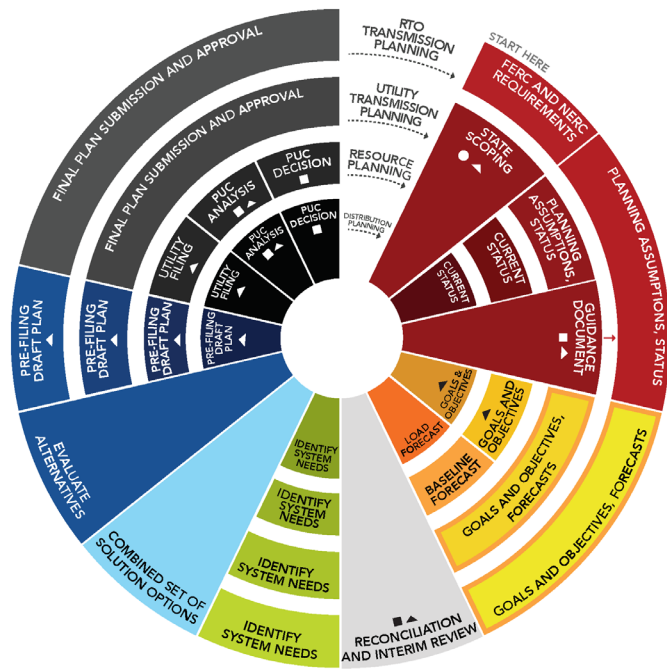 RTO
TRANSMISSION
PLANNING
UTILITY
TRANSMISSION
PLANNING
RESOURCE
PLANNING
DISTRIBUTION
PLANNING
START HERE
FERC AND NERC
REQUIREMENTS
STATE
SCOPING
PLANNING ASSUMPTIONS, STATUS
PLANNING
ASSUMPTIONS,
STATUS
CURRENT
STATUS
CURRENT
STATUS
GUIDANCE
DOCUMENT
GOALS &
OBJECTIVES
GOALS AND
OBJECTIVES
GOALS AND OBJECTIVES,
FORECASTS
GOALS AND OBJECTIVES, FORECASTS
LOAD
FORECAST
BASELINE
FORECAST
RECONCILIATION
AND INTERIM REVIEW
IDENTIFY
SYSTEM
NEEDS
IDENTIFY
SYSTEM
NEEDS
IDENTIFY
SYSTEM NEEDS
IDENTIFY
SYSTEM NEEDS
COMBINED SET OF
SOLUTION OPTIONS
EVALUATE
ALTERNATIVES
PRE-FILING
DRAFT PLAN
PRE-FILING
DRAFT PLAN
PRE-FILING
DRAFT PLAN
PRE-FILING
DRAFT
PLAN
FINAL PLAN SUBMISSION AND APPROVAL
FINAL PLAN SUBMISSION AND APPROVAL
UTILITY
FILING
PUC
ANALYSIS
PUC
DECISION
UTILITY
FILING
PUC
ANALYSIS
PUC
DECISION